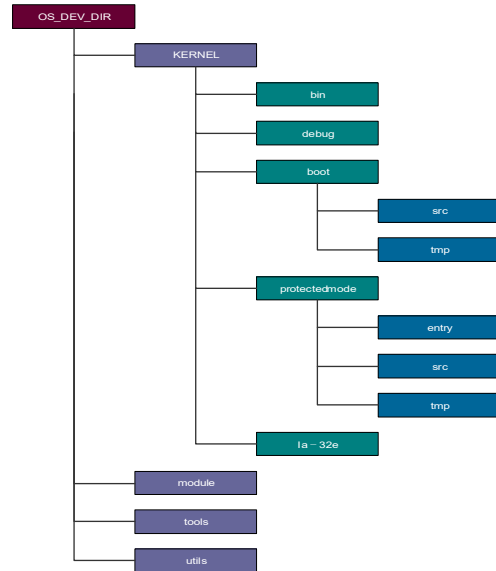 OS_DEV_DIR
KERNEL
bin
debug
boot
src
tmp
protectedmode
entry
src
tmp
Ia－32e
module
tools
utils